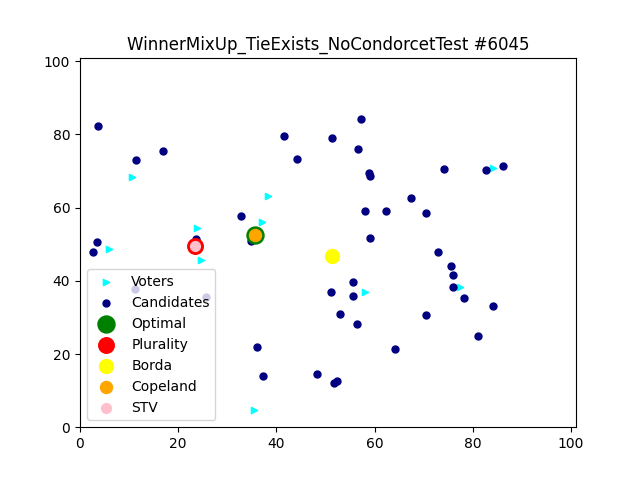 WinnerMixUp_TieExists_NoCondorcetTest #6045
100
80
60
40
20
0
Voters
Candidates
Optimal
Plurality
Borda
Copeland
STV
0 20 40 60 80 100